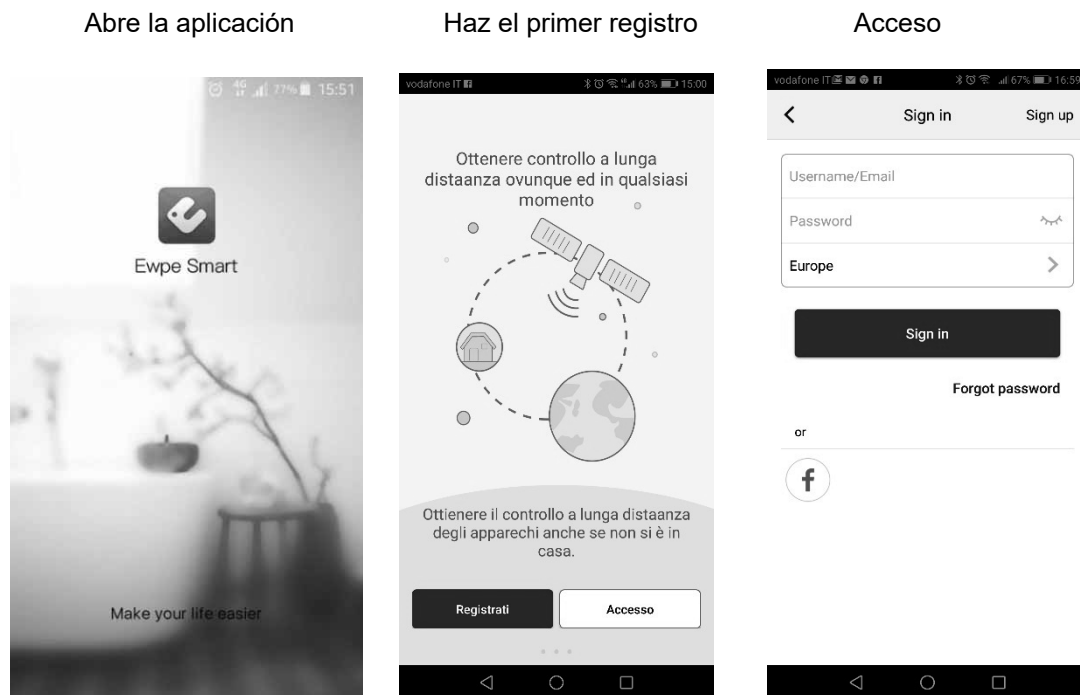 Abre la aplicación
Haz el primer registro
Acceso
4G 77% 15:51
Ewpe Smart
Make your life easier
vodafone IT 63% 15:00
Ottenere controllo a lunga
distaanza ovunque ed in qualsiasi
momento
Ottienere il controllo a lunga distaanza
degli apparechi anche se non si è in
casa.
Registrati
Accesso
vodafone IT 67% 16:59
Sign in
Sign up
Username/Email
Password
Europe
Sign in
Forgot password
or
f